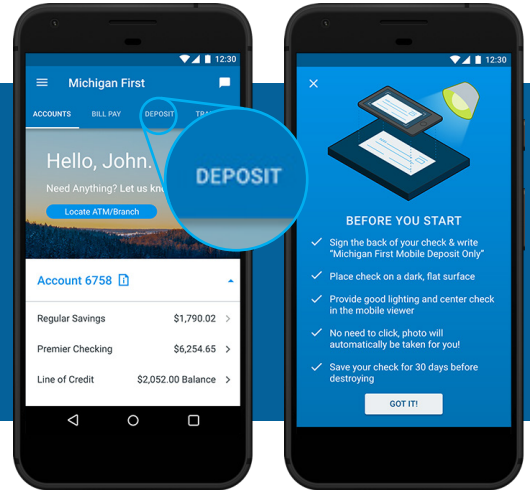 12:30
Michigan First
ACCOUNTS BILL PAY DEPOSIT
DEPOSIT
Hello, John.
Need Anything? Let us
Locate ATM/Branch
Account 6758
Regular Savings $1,790.02
Premier Checking $6,254.65
Line of Credit $2,052.00 Balance
12:30
BEFORE YOU START
Sign the back of your check & write
“Michigan First Mobile Deposit Only”
Place check on a dark, flat surface
Provide good lighting and center check
in the mobile viewer
No need to click, photo will
automatically be taken for you!
Save your check for 30 days before
destroying
GOT IT!